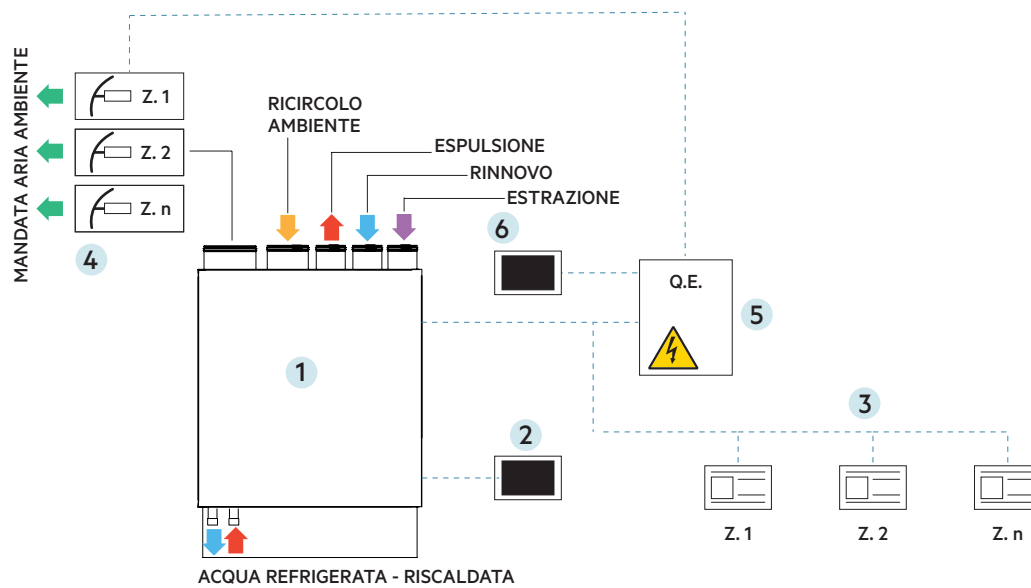 MANDATA ARIA AMBIENTE
Z. 1
Z. 2
Z. n
4
RICIRCOLO
AMBIENTE
ESPULSIONE
RINNOVO
ESTRAZIONE
6
Q.E.
5
1
3
2
Z. 1
Z. 2
Z. n
ACQUA REFRIGERATA - RISCALDATA